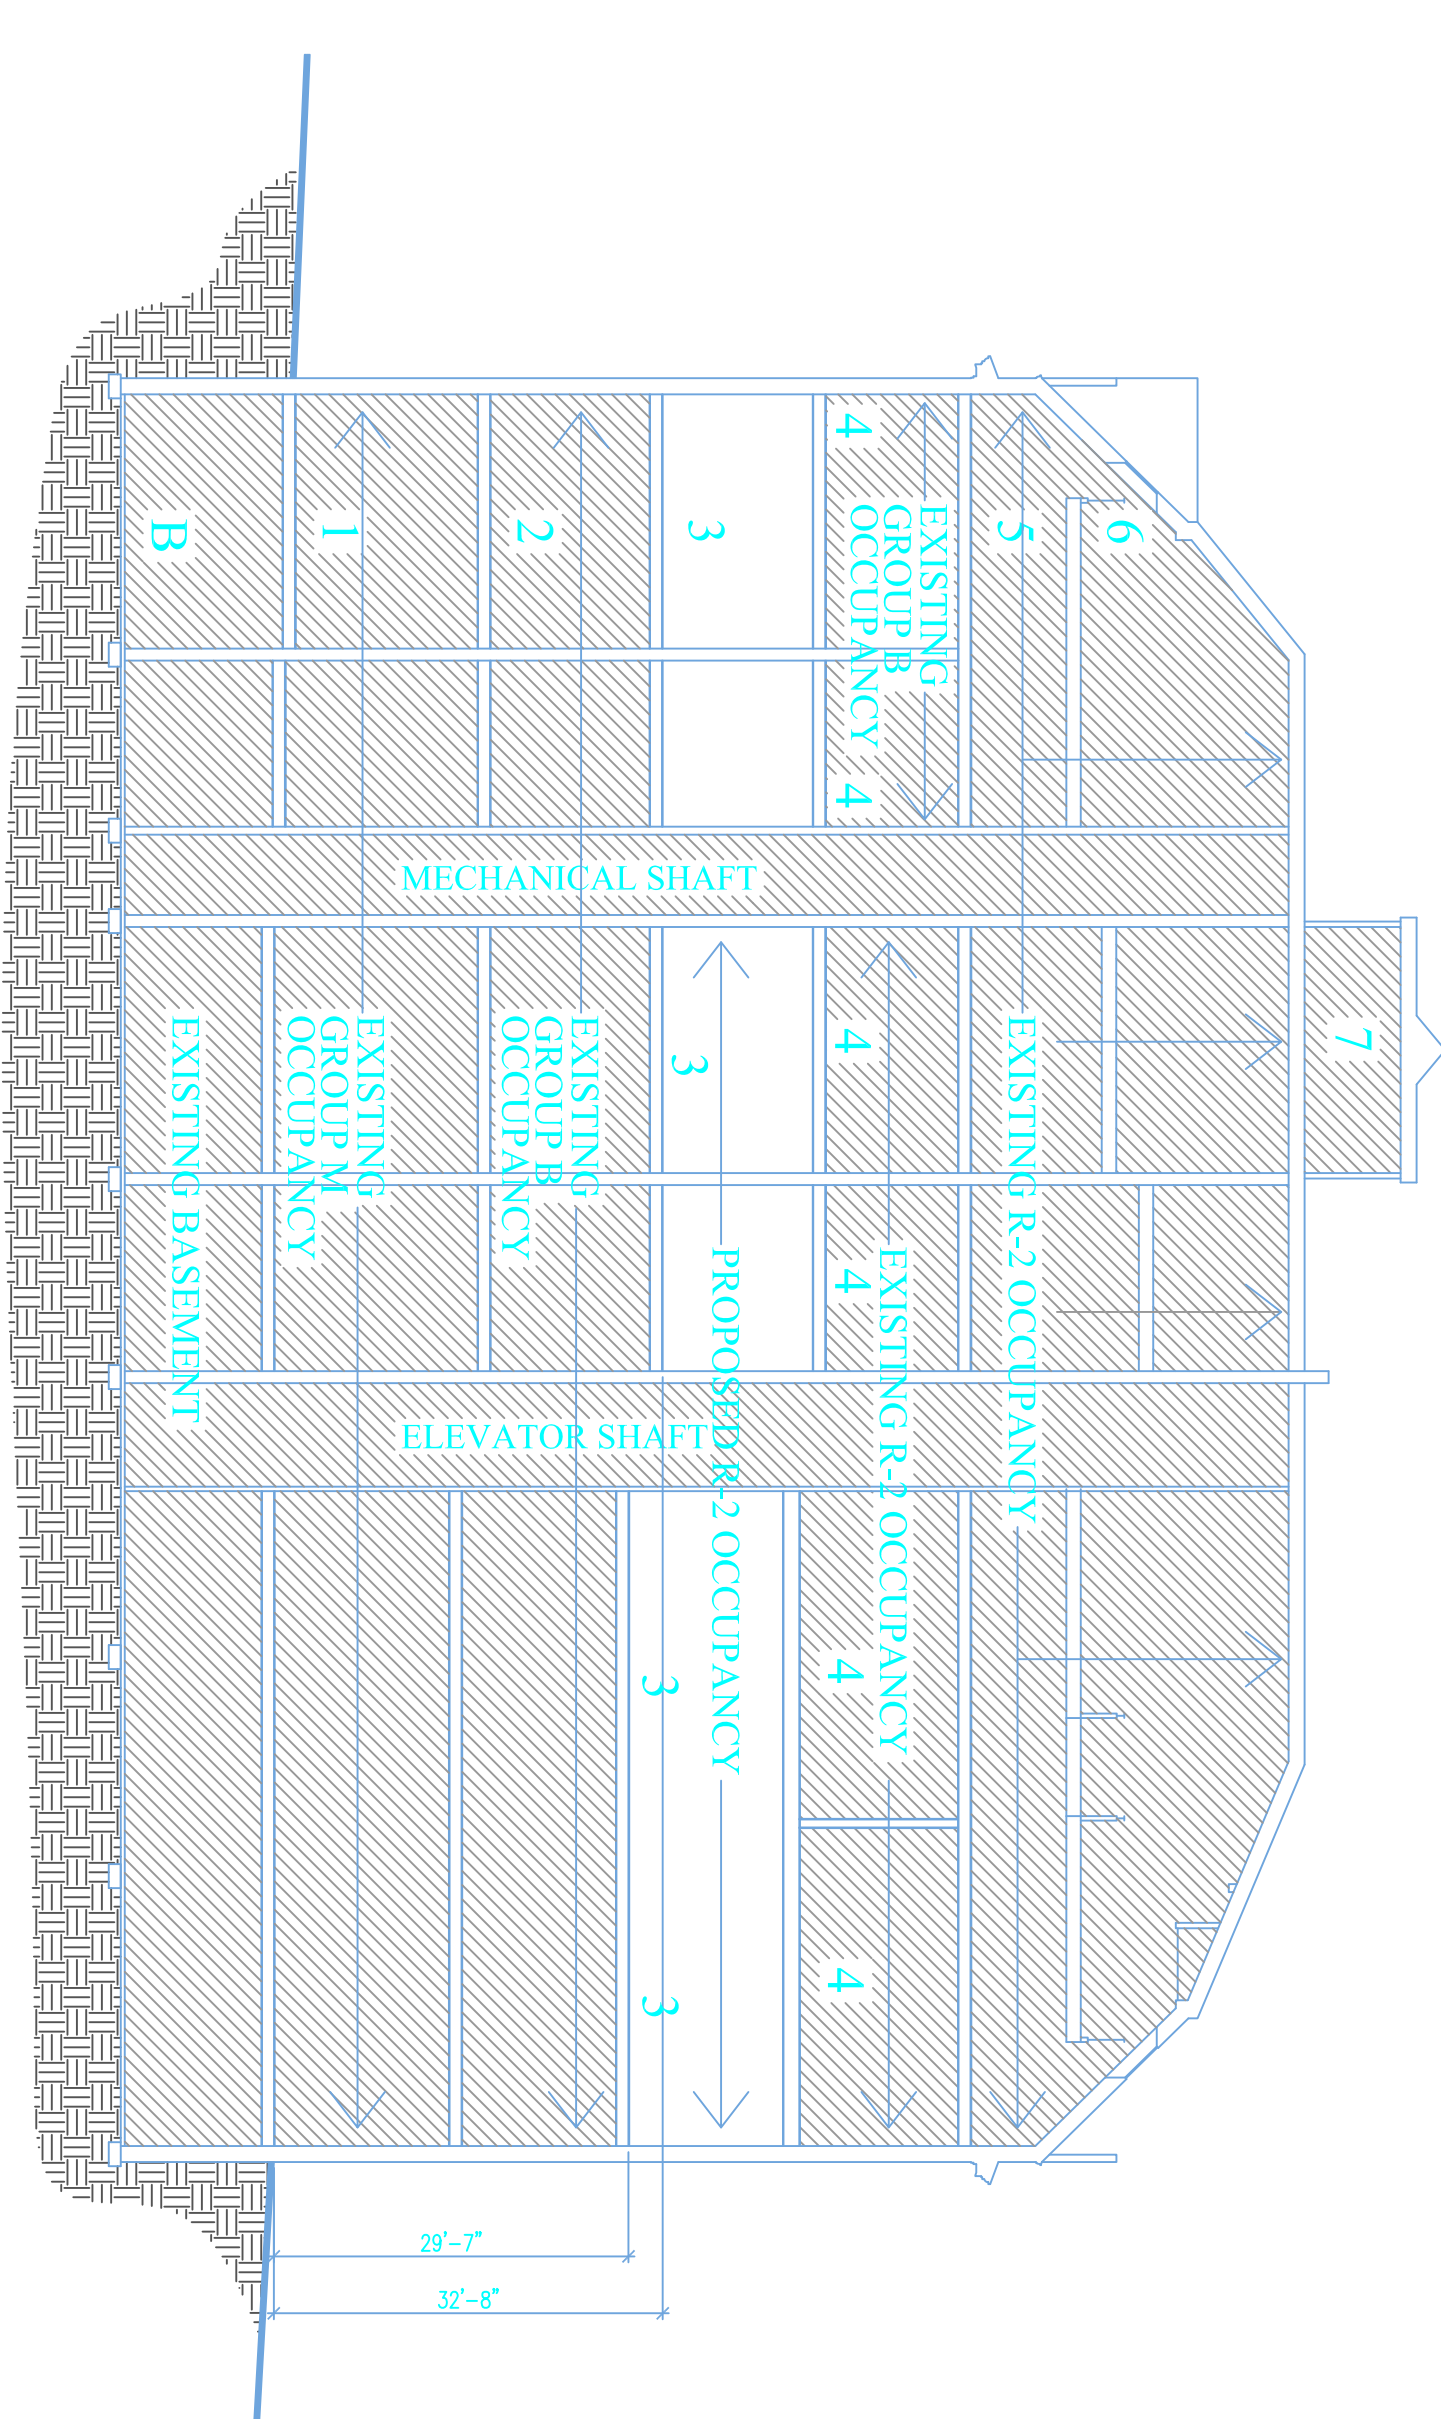 7
6
5
EXISTING R-2 OCCUPANCY
EXISTING
GROUP B
OCCUPANCY
EXISTING R-2 OCCUPANCY
4
4
4
4
4
4
PROPOSED R-2 OCCUPANCY
3
3
3
3
MECHANICAL SHAFT
ELEVATOR SHAFT
2
EXISTING
GROUP B
OCCUPANCY
1
EXISTING
GROUP M
OCCUPANCY
B
EXISTING BASEMENT
29'-7"
32'-8"